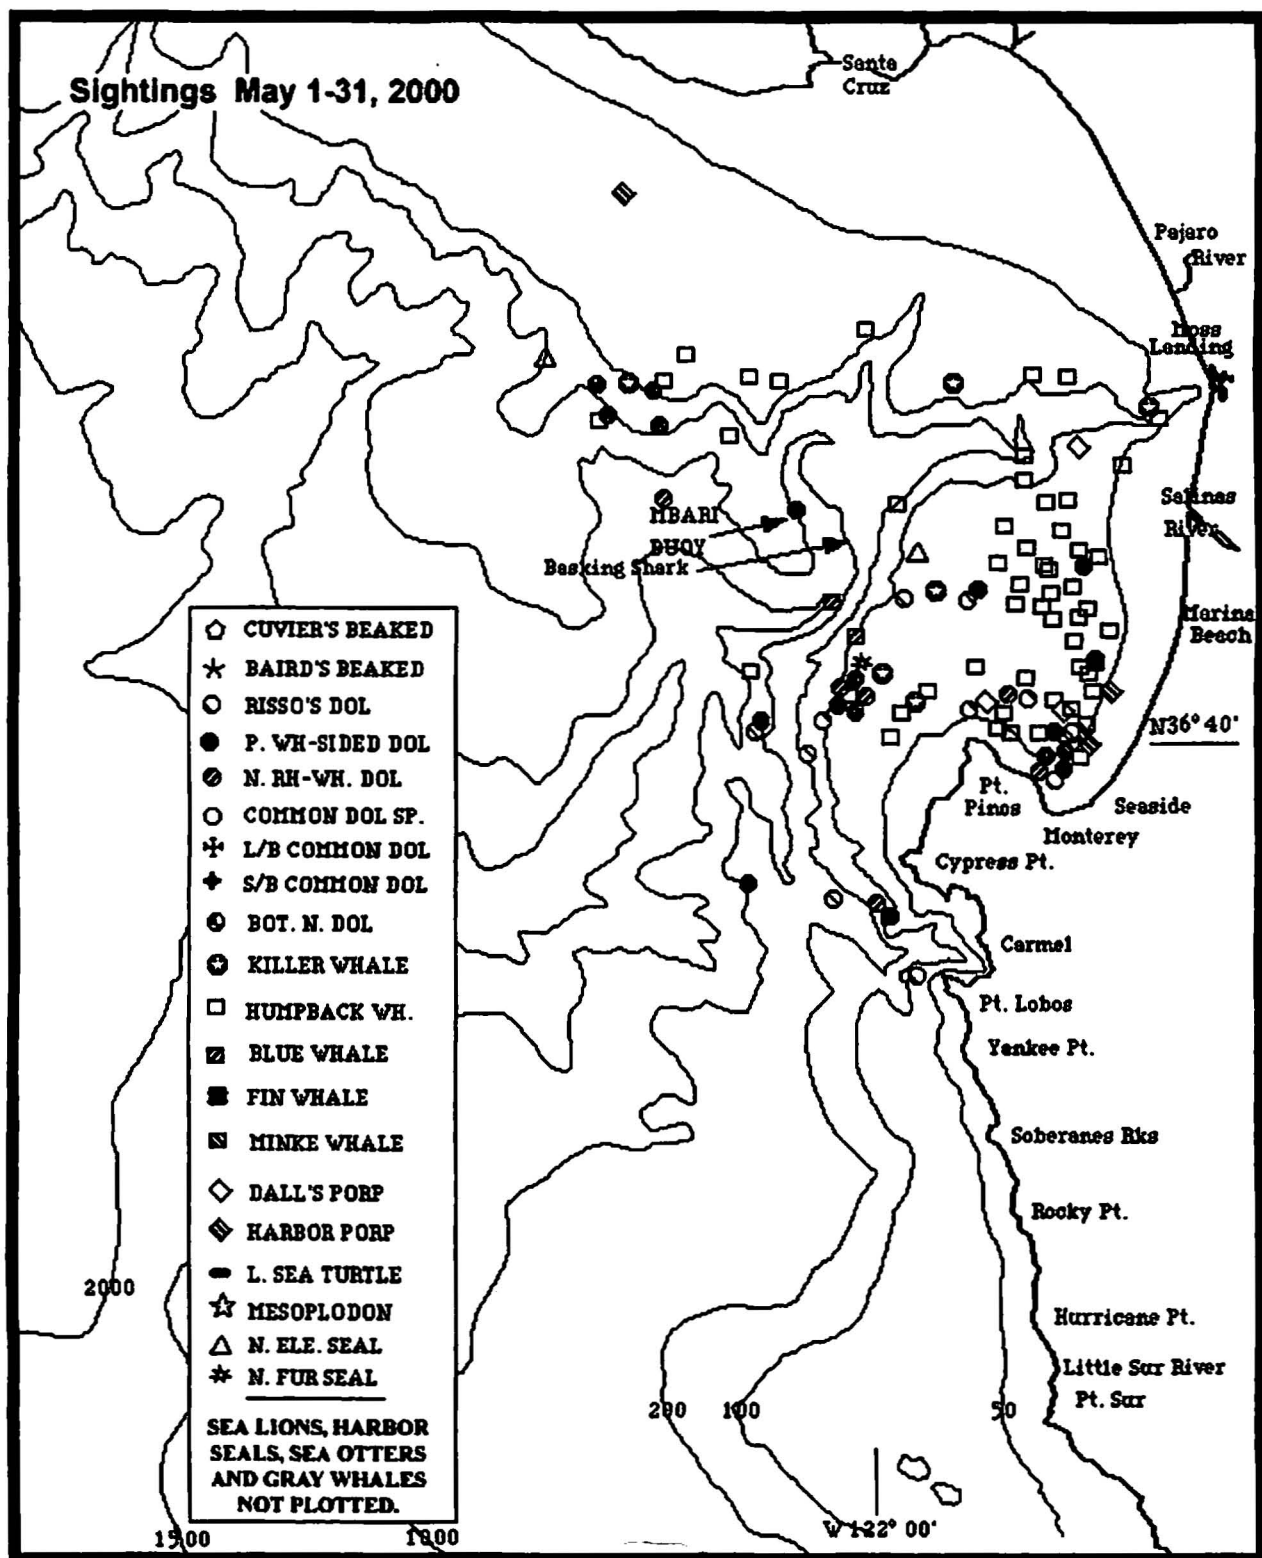 Sightings May 1-31, 2000
Santa
Cruz
Pajaro
River
Moss
Landing
MBARI
BUOY
Basking Shark
Salinas
River
Marina
Beach
N36° 40'
Pt.
Pinos
Seaside
Monterey
Cypress Pt.
Carmel
Pt. Lobos
Yankee Pt.
Soberanes Rks
Rocky Pt.
Hurricane Pt.
Little Sur River
Pt. Sur
CUVIER'S BEAKED
BAIRD'S BEAKED
RISSO'S DOL
P. WH-SIDED DOL
N. RH-WH. DOL
COMMON DOL SP.
L/B COMMON DOL
S/B COMMON DOL
BOT. N. DOL
KILLER WHALE
HUMPBACK WH.
BLUE WHALE
FIN WHALE
MINKE WHALE
DALL'S PORP
HARBOR PORP
L. SEA TURTLE
MESOPLODON
N. ELE. SEAL
N. FUR SEAL
SEA LIONS, HARBOR
SEALS, SEA OTTERS
AND GRAY WHALES
NOT PLOTTED.
2000
1500
1000
200
100
50
W 122° 00'